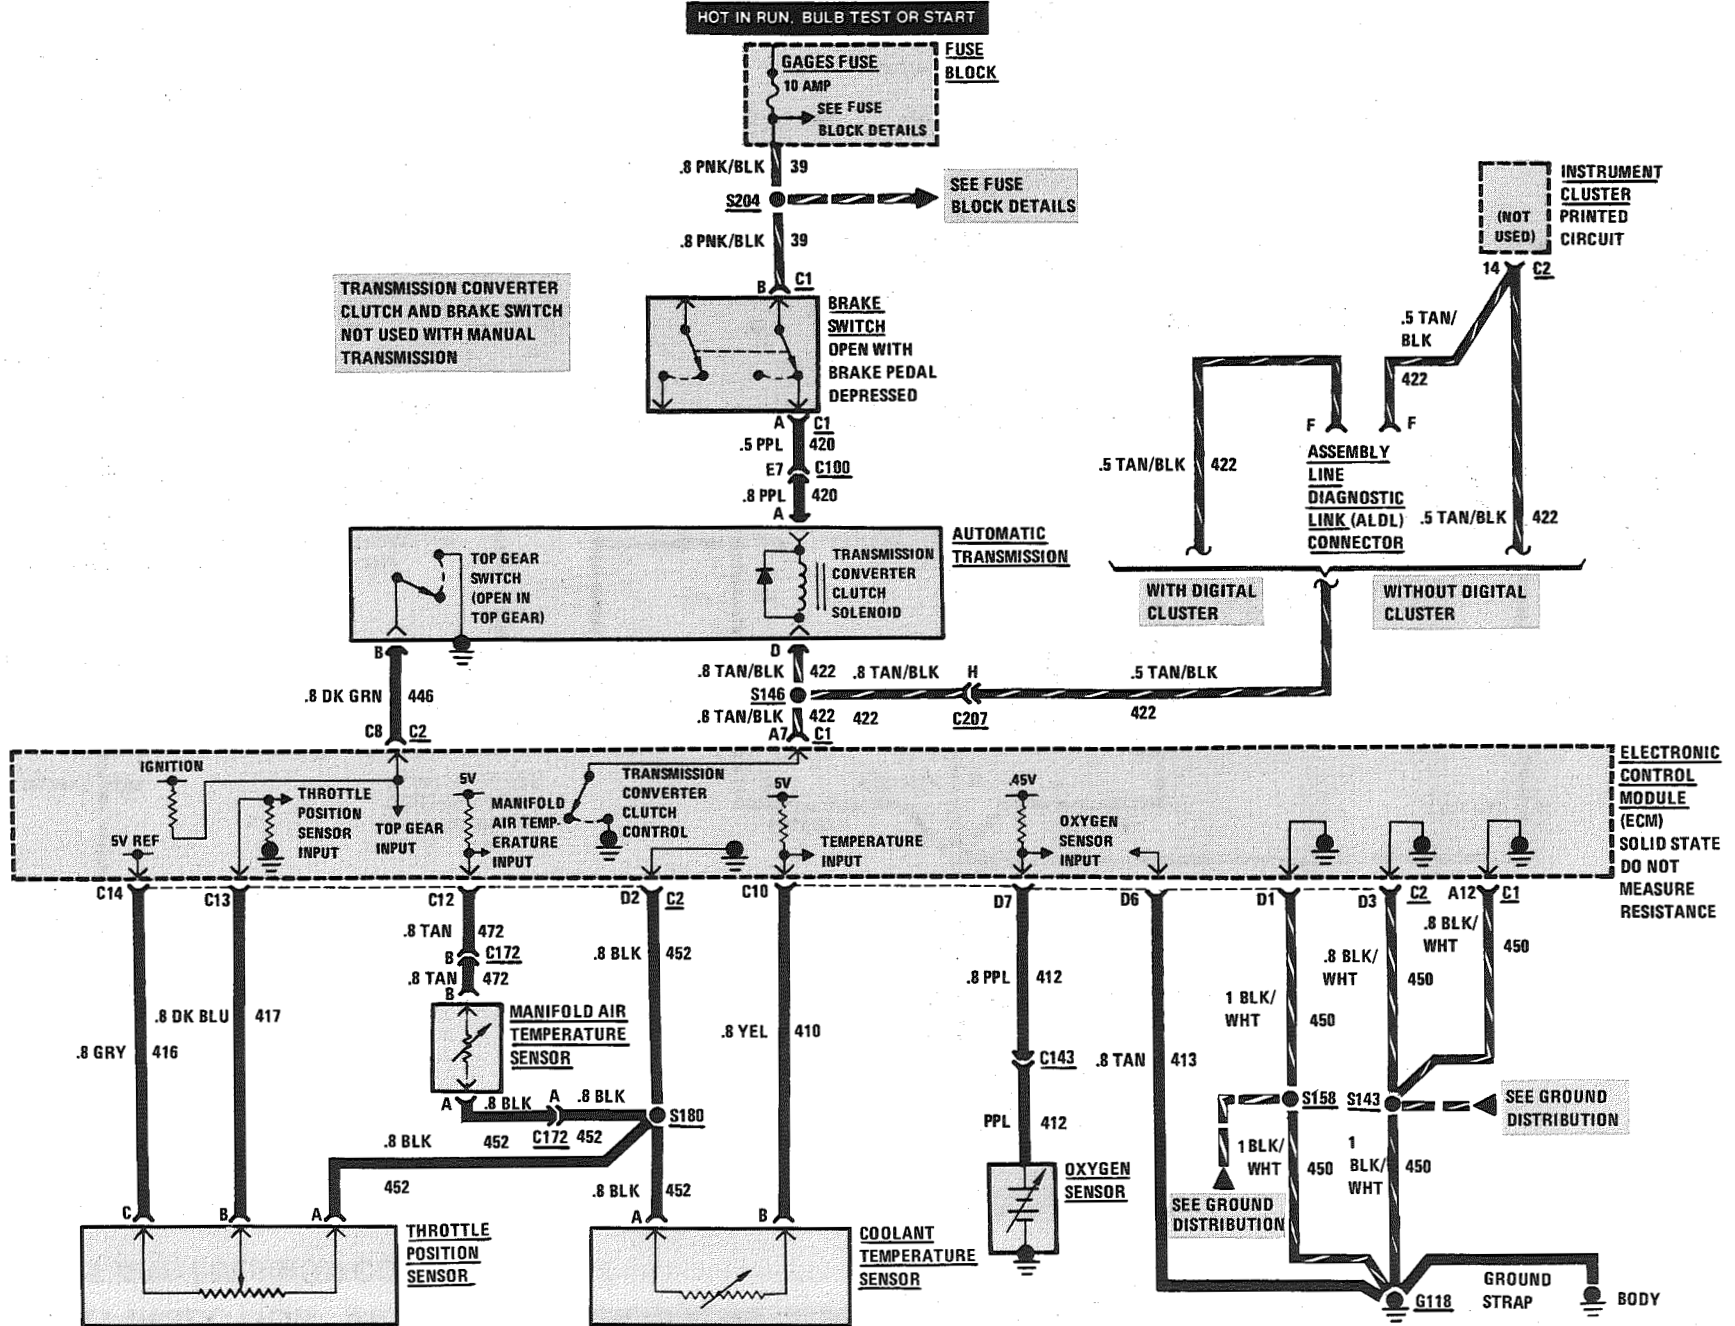 HOT IN RUN, BULB TEST OR START
FUSE
BLOCK
GAGES FUSE
10 AMP
SEE FUSE
BLOCK DETAILS
.8 PNK/BLK
39
S204
SEE FUSE
BLOCK DETAILS
.8 PNK/BLK
39
B
C1
TRANSMISSION CONVERTER
CLUTCH AND BRAKE SWITCH
NOT USED WITH MANUAL
TRANSMISSION
BRAKE
SWITCH
OPEN WITH
BRAKE PEDAL
DEPRESSED
A
C1
.5 PPL
420
E7
C100
.8 PPL
420
A
INSTRUMENT
CLUSTER
PRINTED
CIRCUIT
(NOT
USED)
14
C2
.5 TAN/
BLK
422
F
F
ASSEMBLY
LINE
DIAGNOSTIC
LINK (ALDL)
CONNECTOR
.5 TAN/BLK
422
.5 TAN/BLK
422
WITH DIGITAL
CLUSTER
WITHOUT DIGITAL
CLUSTER
AUTOMATIC
TRANSMISSION
TOP GEAR
SWITCH
(OPEN IN
TOP GEAR)
TRANSMISSION
CONVERTER
CLUTCH
SOLENOID
B
D
.8 DK GRN
446
C8
C2
.8 TAN/BLK
422
.8 TAN/BLK
H
.5 TAN/BLK
S146
.8 TAN/BLK
422
422
C207
422
A7
C1
ELECTRONIC
CONTROL
MODULE
(ECM)
SOLID STATE
DO NOT
MEASURE
RESISTANCE
IGNITION
THROTTLE
POSITION
SENSOR
INPUT
5V REF
TOP GEAR
INPUT
5V
MANIFOLD
AIR TEMP-
ERATURE
INPUT
TRANSMISSION
CONVERTER
CLUTCH
CONTROL
5V
TEMPERATURE
INPUT
.45V
OXYGEN
SENSOR
INPUT
C14
C13
C12
D2
C2
C10
D7
D6
D1
D3
C2
A12
C1
.8 TAN
472
B
C172
.8 TAN
472
B
MANIFOLD AIR
TEMPERATURE
SENSOR
A
.8 BLK
A
.8 BLK
452
C172
452
S180
.8 BLK
452
.8 BLK
452
.8 BLK
452
.8 GRY
416
.8 DK BLU
417
.8 YEL
410
.8 PPL
412
C143
PPL
412
OXYGEN
SENSOR
.8 TAN
413
1 BLK/
WHT
450
.8 BLK/
WHT
450
.8 BLK/
WHT
450
S158
S143
SEE GROUND
DISTRIBUTION
1 BLK/
WHT
450
1
BLK/
WHT
450
SEE GROUND
DISTRIBUTION
C
B
A
THROTTLE
POSITION
SENSOR
A
B
COOLANT
TEMPERATURE
SENSOR
GROUND
STRAP
G118
BODY